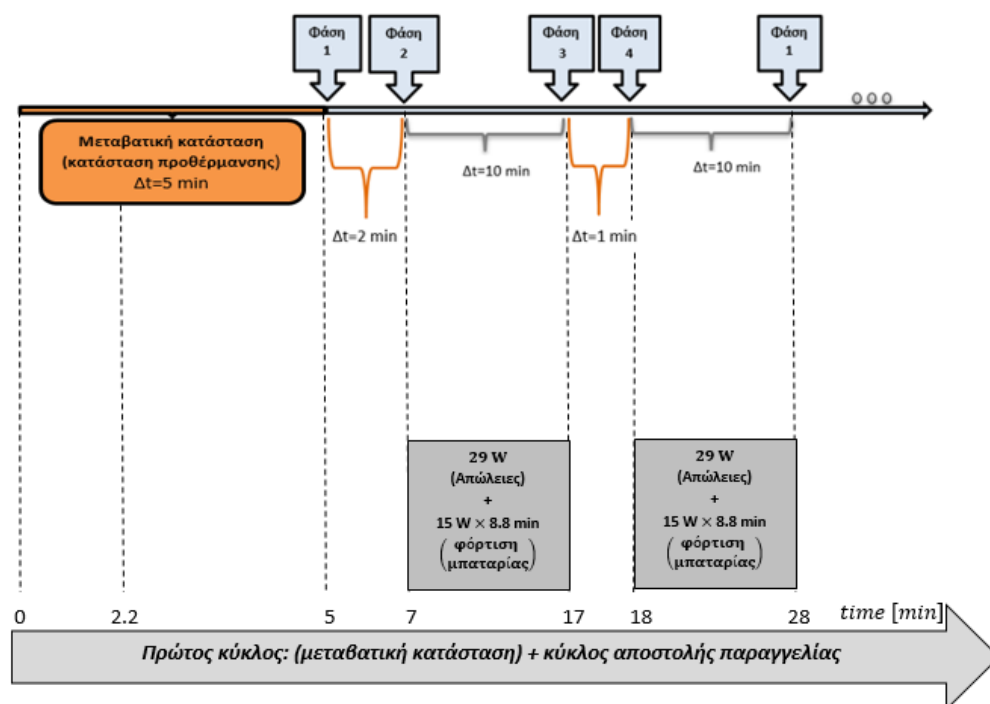 Φάση
1
Φάση
2
Φάση
3
Φάση
4
Φάση
1
Μεταβατική κατάσταση
(κατάσταση προθέρμανσης)
Δt=5 min
Δt=2 min
Δt=10 min
Δt=1 min
Δt=10 min
29 W
(Απώλειες)
+
15 W × 8.8 min
(φόρτιση
μπαταρίας)
29 W
(Απώλειες)
+
15 W × 8.8 min
(φόρτιση
μπαταρίας)
0 2.2 5 7 17 18 28 time [min]
Πρώτος κύκλος: (μεταβατική κατάσταση) + κύκλος αποστολής παραγγελίας